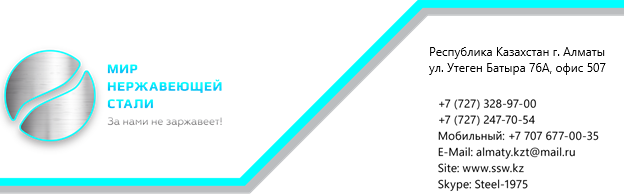 МИР
НЕРЖАВЕЮЩЕЙ
СТАЛИ
За нами не заржавеет!
Республика Казахстан г. Алматы
ул. Утеген Батыра 76А, офис 507
+7 (727) 328-97-00
+7 (727) 247-70-54
Мобильный: +7 707 677-00-35
E-Mail: almaty.kzt@mail.ru
Site: www.ssw.kz
Skype: Steel-1975